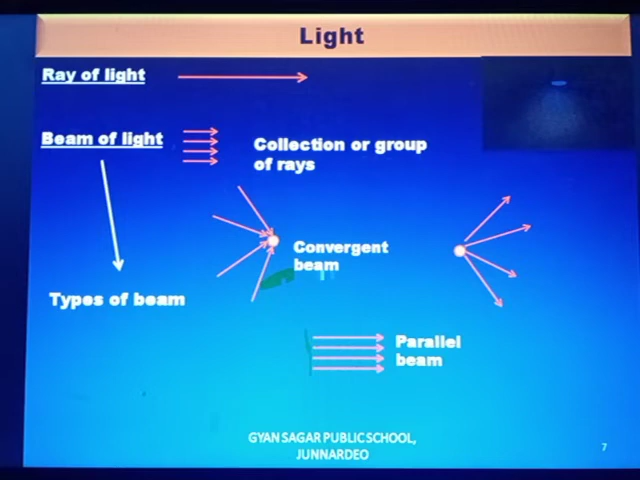 Light
Ray of light
Beam of light
Collection or group
of rays
Convergent
beam
Types of beam
Parallel
beam
GYAN SAGAR PUBLIC SCHOOL,
JUNNARDEO
7